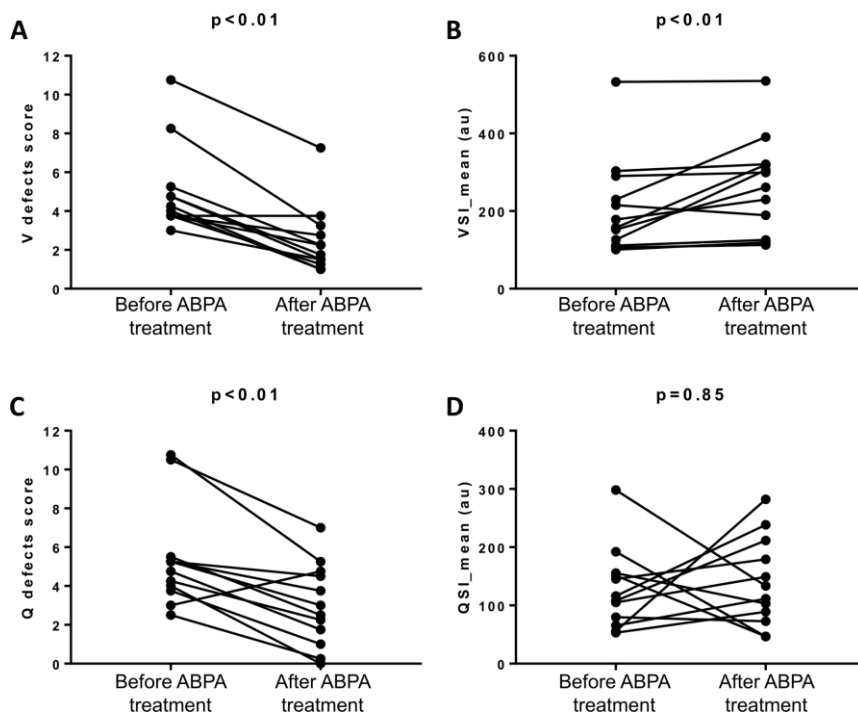 A
p<0.01
V defects score
12
10
8
6
4
2
0
Before ABPA
treatment
After ABPA
treatment
B
p<0.01
VSI_mean (au)
600
400
200
0
Before ABPA
treatment
After ABPA
treatment
C
p<0.01
Q defects score
12
10
8
6
4
2
0
Before ABPA
treatment
After ABPA
treatment
D
p=0.85
QSI_mean (au)
400
300
200
100
0
Before ABPA
treatment
After ABPA
treatment